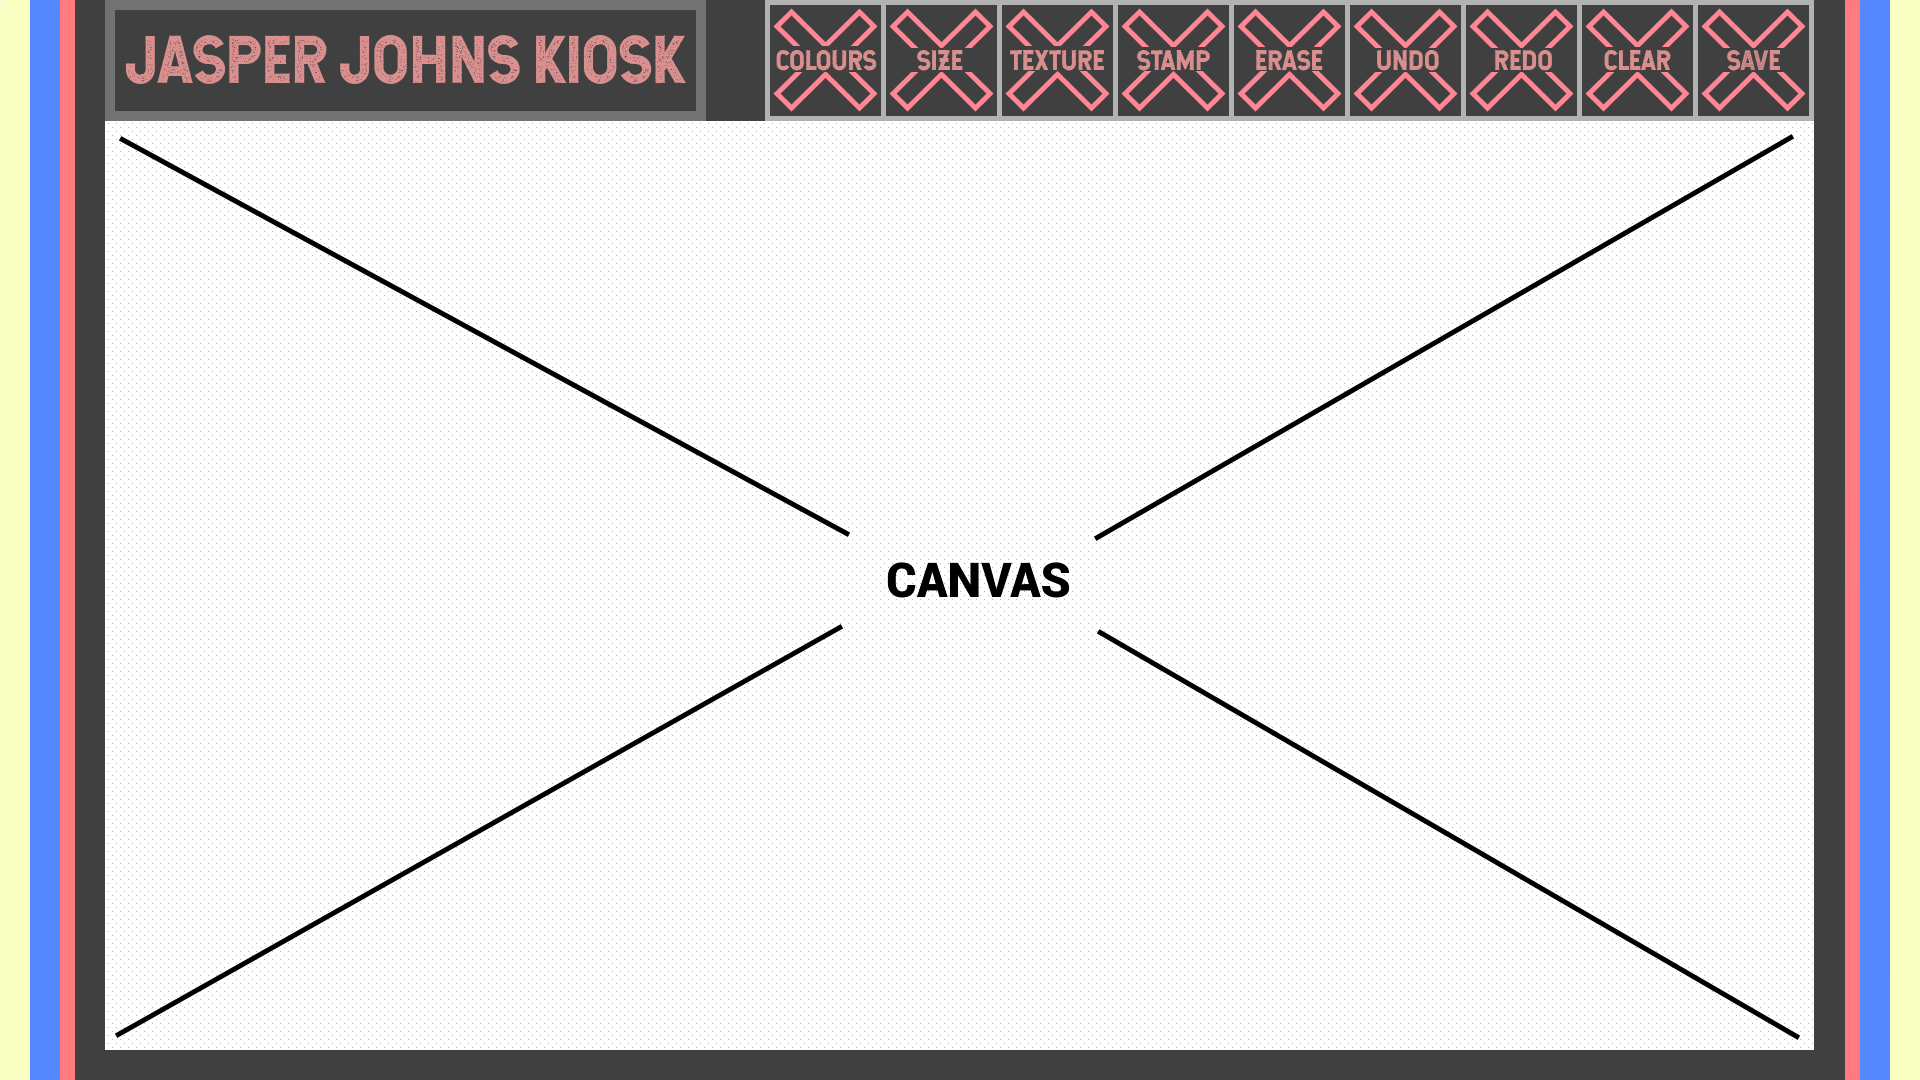 JASPER JOHNS KIOSK
COLOURS SIZE TEXTURE STAMP ERASE UNDO REDO CLEAR SAVE
CANVAS